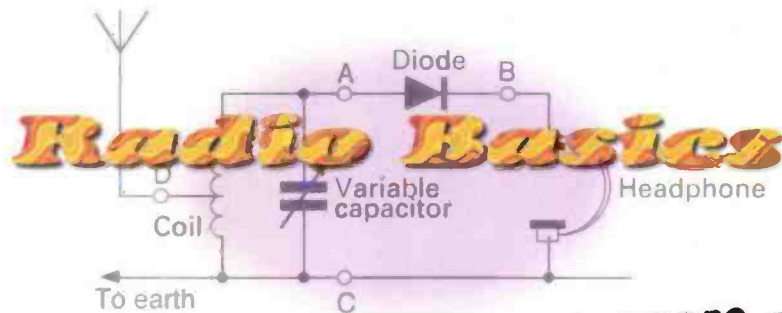 Diode
A B
Radio Basics
D
Variable
capacitor
Headphone
Coil
To earth
C